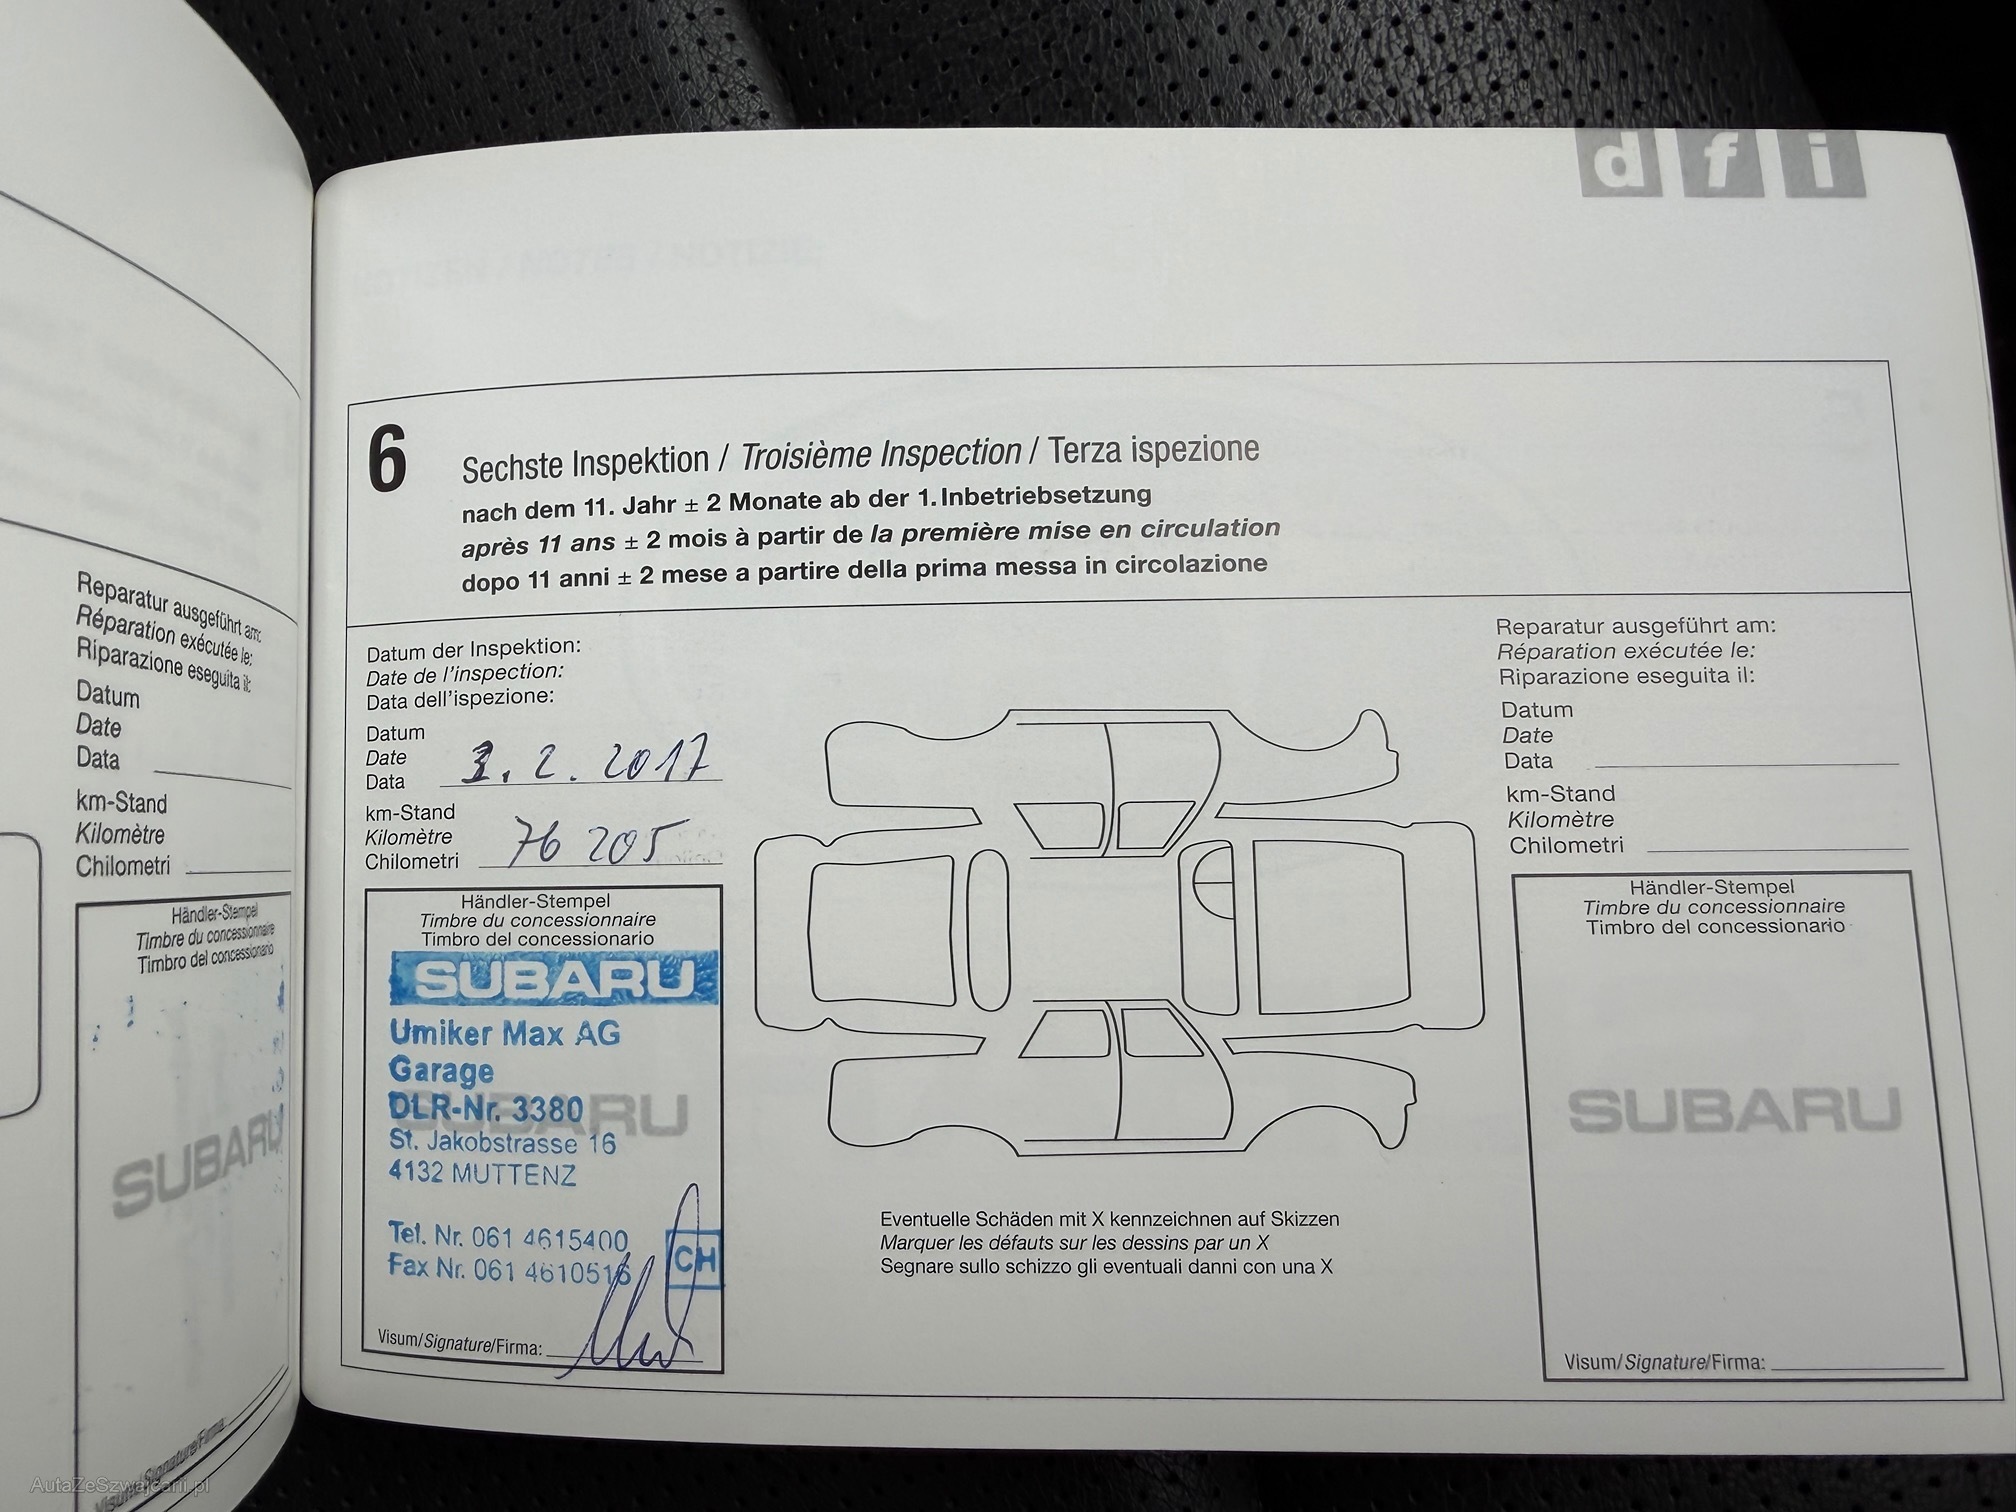 d f i
6
Sechste Inspektion / Troisième Inspection / Terza ispezione
nach dem 11. Jahr ± 2 Monate ab der 1. Inbetriebsetzung
après 11 ans ± 2 mois à partir de la première mise en circulation
dopo 11 anni ± 2 mese a partire della prima messa in circolazione
Reparatur ausgeführt am:
Réparation exécutée le:
Riparazione eseguita il:
Datum
Date
Data
km-Stand
Kilomètre
Chilometri
Händler-Stempel
Timbre du concessionnaire
Timbro del concessionario
SUBARU
Visum/Signature/Firma:
Datum der Inspektion:
Date de l'inspection:
Data dell'ispezione:
Datum
Date
Data 3. 2. 2017
km-Stand
Kilomètre
Chilometri 76 205
Händler-Stempel
Timbre du concessionnaire
Timbro del concessionario
SUBARU
Umiker Max AG
Garage
DLR-Nr. 3380
SUBARU
St. Jakobstrasse 16
4132 MUTTENZ
Tel. Nr. 061 4615400
Fax Nr. 061 4610516
CH
Visum/Signature/Firma:
Eventuelle Schäden mit X kennzeichnen auf Skizzen
Marquer les défauts sur les dessins par un X
Segnare sullo schizzo gli eventuali danni con una X
Reparatur ausgeführt am:
Réparation exécutée le:
Riparazione eseguita il:
Datum
Date
Data
km-Stand
Kilomètre
Chilometri
Händler-Stempel
Timbre du concessionnaire
Timbro del concessionario
SUBARU
Visum/Signature/Firma:
AutaZeSzwajcarii.pl